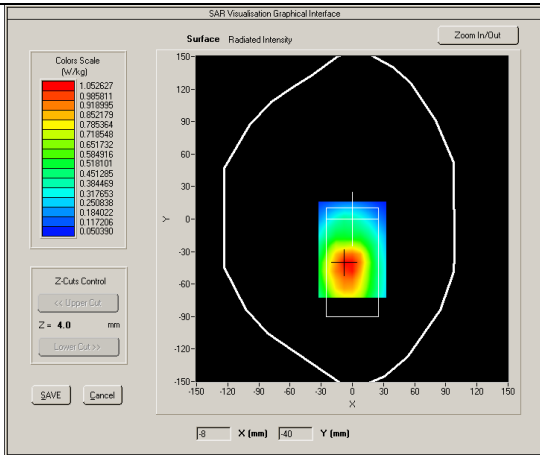 SAR Visualisation Graphical Interface
Surface Radiated Intensity
Zoom In/Out
Colors Scale
(W/kg)
1.052627
0.985811
0.918995
0.852179
0.785364
0.718548
0.651732
0.584916
0.518101
0.451285
0.384469
0.317653
0.250838
0.184022
0.117206
0.050390
150
120
90
60
30
0
-30
-60
-90
-120
-150
Y
-150 -120 -90 -60 -30 0 30 60 90 120 150
X
Z-Cuts Control
<< Upper Cut
Z = 4.0 mm
Lower Cut >>
SAVE Cancel
-8 X (mm) -40 Y (mm)